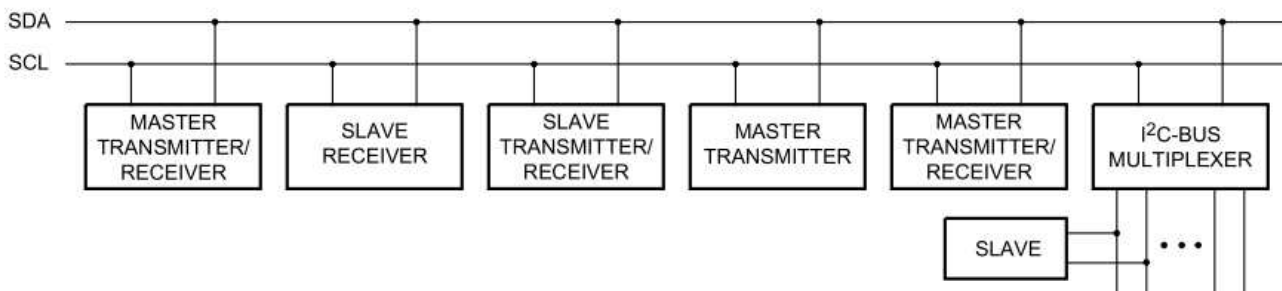 SDA
SCL
MASTER
TRANSMITTER/
RECEIVER
SLAVE
RECEIVER
SLAVE
TRANSMITTER/
RECEIVER
MASTER
TRANSMITTER
MASTER
TRANSMITTER/
RECEIVER
I²C-BUS
MULTIPLEXER
SLAVE